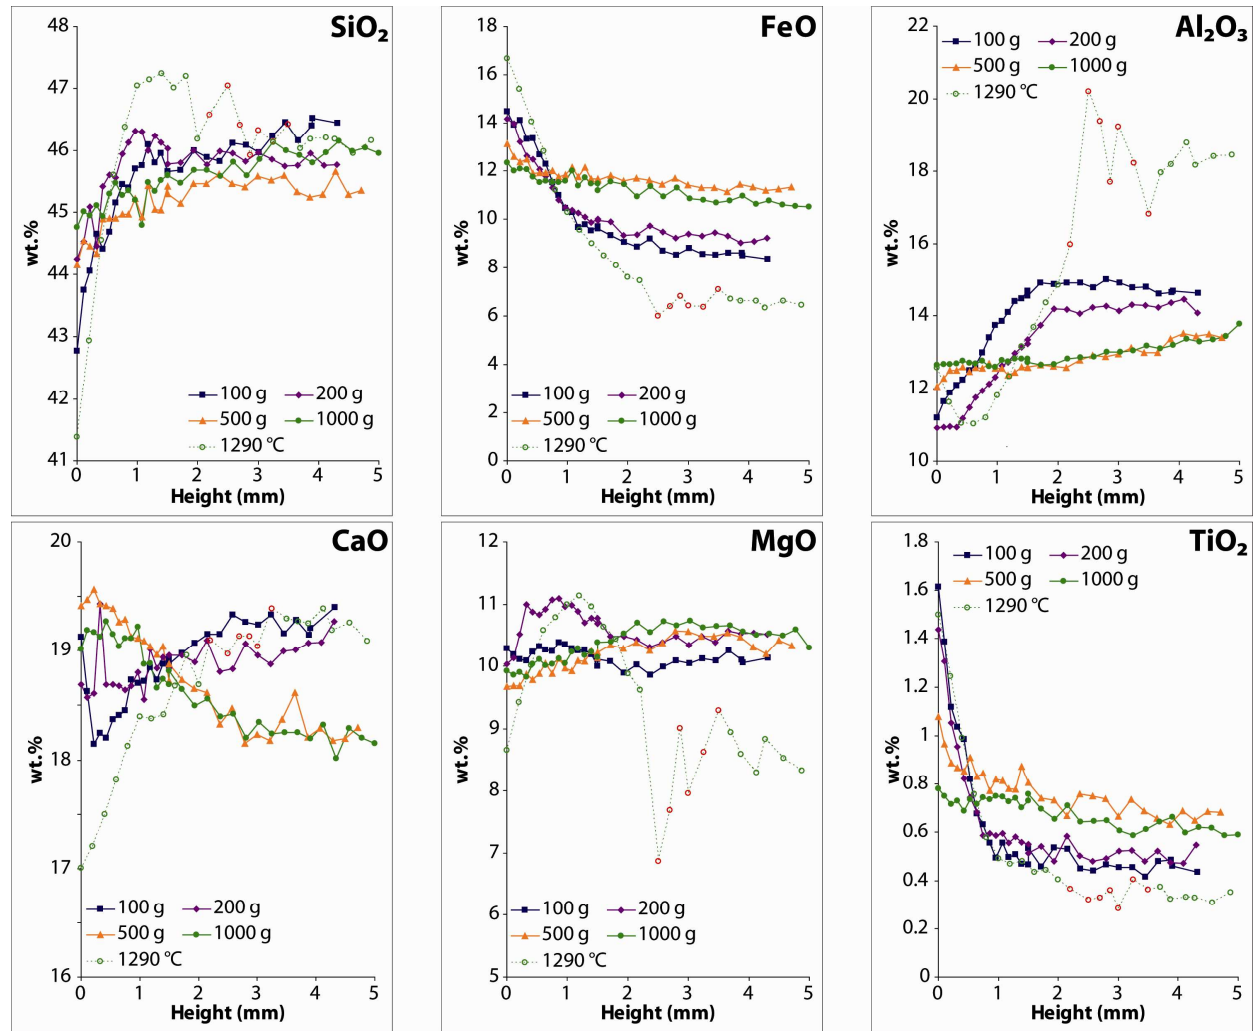 SiO₂
48
47
46
45
44
43
42
41
wt.%
100 g 200 g
500 g 1000 g
1290 °C
0 1 2 3 4 5
Height (mm)
FeO
18
16
14
12
10
8
6
4
2
0
wt.%
100 g 200 g
500 g 1000 g
1290 °C
0 1 2 3 4 5
Height (mm)
Al₂O₃
22
20
18
16
14
12
10
wt.%
100 g 200 g
500 g 1000 g
1290 °C
0 1 2 3 4 5
Height (mm)
CaO
20
19
18
17
16
wt.%
100 g 200 g
500 g 1000 g
1290 °C
0 1 2 3 4 5
Height (mm)
MgO
12
11
10
9
8
7
6
5
wt.%
100 g 200 g
500 g 1000 g
1290 °C
0 1 2 3 4 5
Height (mm)
TiO₂
1.8
1.6
1.4
1.2
1
0.8
0.6
0.4
0.2
0
wt.%
100 g 200 g
500 g 1000 g
1290 °C
0 1 2 3 4 5
Height (mm)